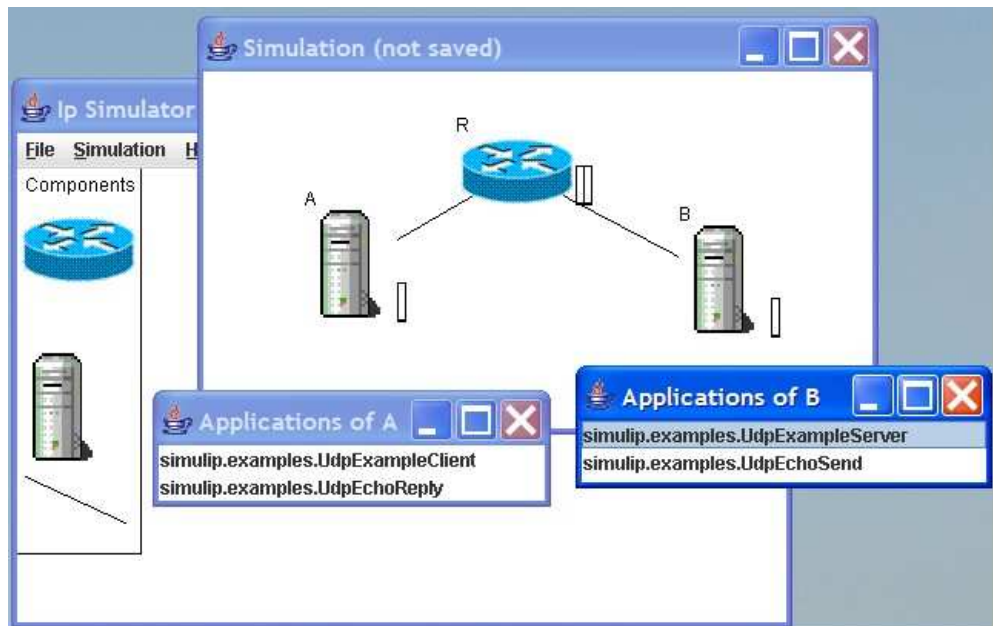 Simulation (not saved)
Ip Simulator
File Simulation H
Components
R
A
B
Applications of A
simulip.examples.UdpExampleClient
simulip.examples.UdpEchoReply
Applications of B
simulip.examples.UdpExampleServer
simulip.examples.UdpEchoSend